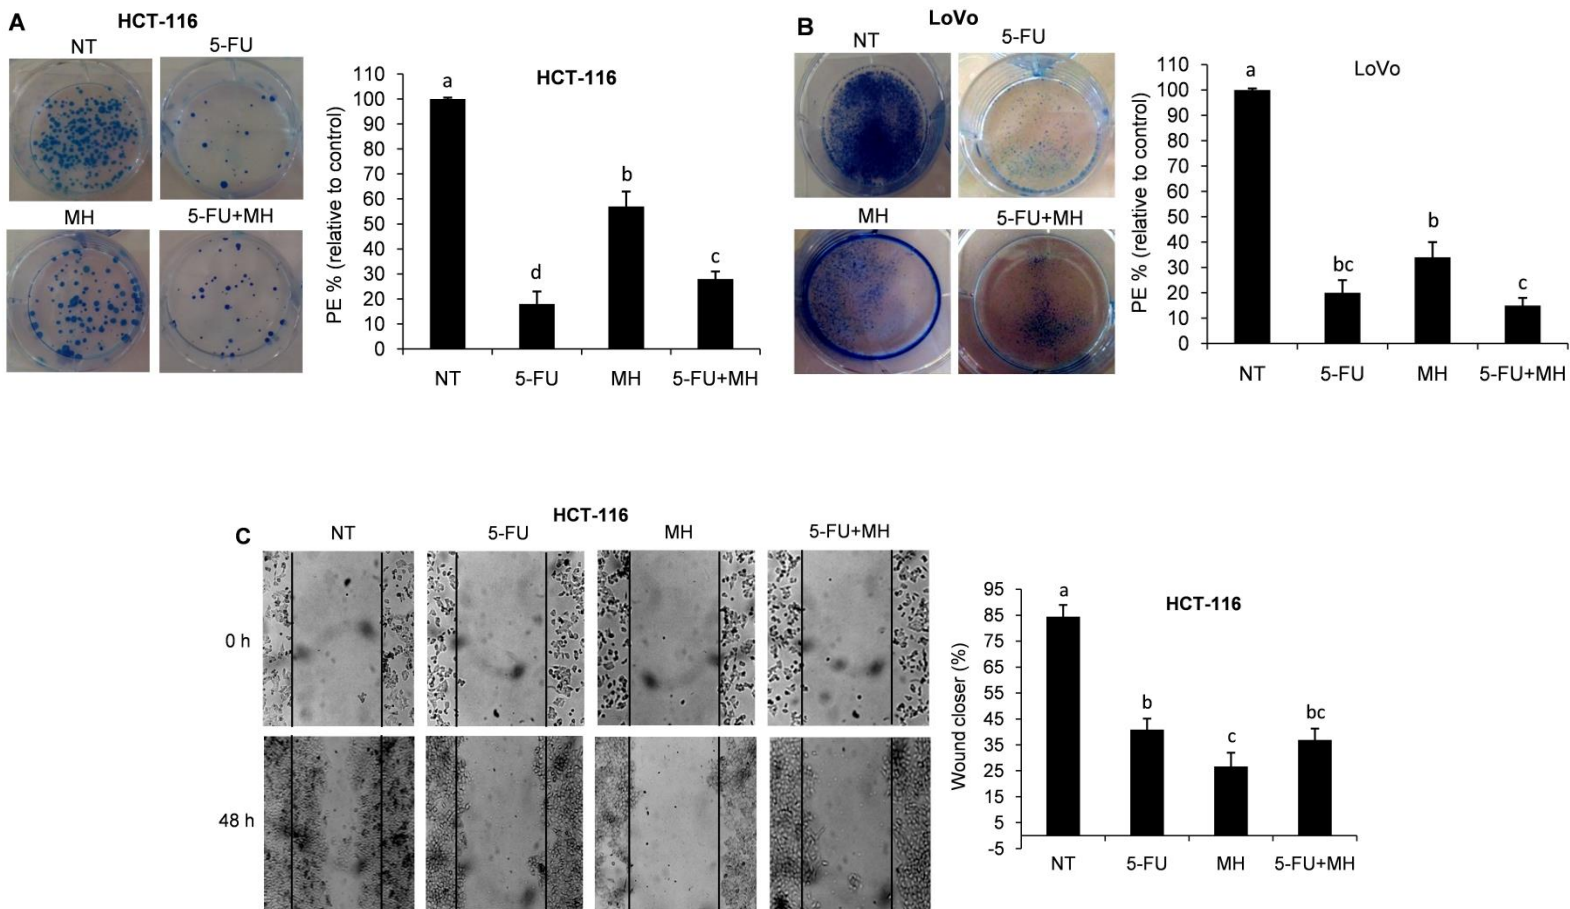 A
HCT-116
NT
5-FU
MH
5-FU+MH
HCT-116
PE % (relative to control)
110
100
90
80
70
60
50
40
30
20
10
0
a
d
b
c
NT
5-FU
MH
5-FU+MH
B
LoVo
NT
5-FU
MH
5-FU+MH
LoVo
PE % (relative to control)
110
100
90
80
70
60
50
40
30
20
10
0
a
bc
b
c
NT
5-FU
MH
5-FU+MH
C
HCT-116
NT
5-FU
MH
5-FU+MH
0 h
48 h
HCT-116
Wound closer (%)
95
85
75
65
55
45
35
25
15
5
-5
a
b
c
bc
NT
5-FU
MH
5-FU+MH